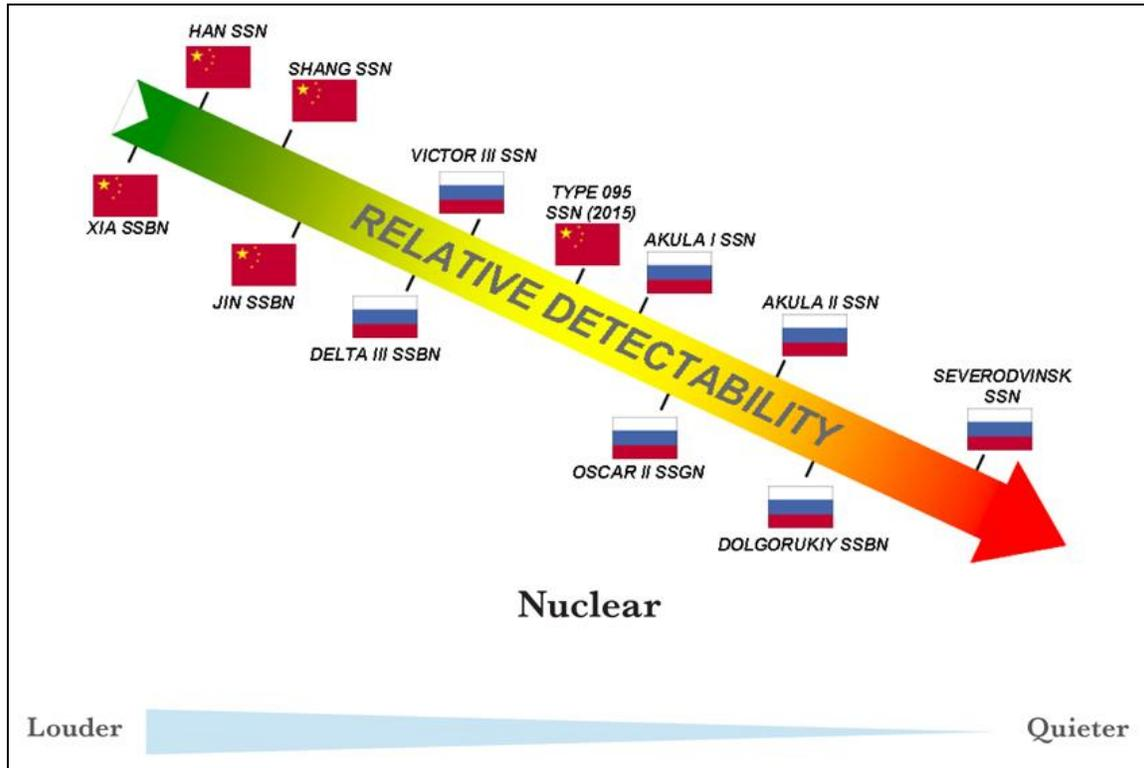 HAN SSN
SHANG SSN
XIA SSBN
VICTOR III SSN
JIN SSBN
TYPE 095
SSN (2015)
AKULA I SSN
DELTA III SSBN
RELATIVE DETECTABILITY
AKULA II SSN
SEVERODVINSK
SSN
OSCAR II SSGN
DOLGORUKIY SSBN
Nuclear
Louder
Quieter